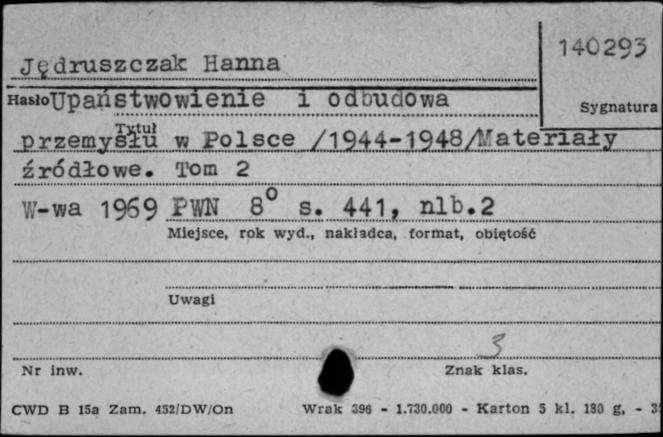 140293
Jędruszczak Hanna
Hasło Upaństwowienie i odbudowa
Sygnatura
Tytuł
przemysłu w Polsce /1944-1948/Materiały
źródłowe. Tom 2
W-wa 1969 PWN 8° s. 441, nlb.2
Miejsce, rok wyd., nakładca, format, objętość
Uwagi
3
Nr inw. Znak klas.
CWD B 15a Zam. 452/DW/On Wrak 396 - 1.730.000 - Karton 5 kl. 180 g, -